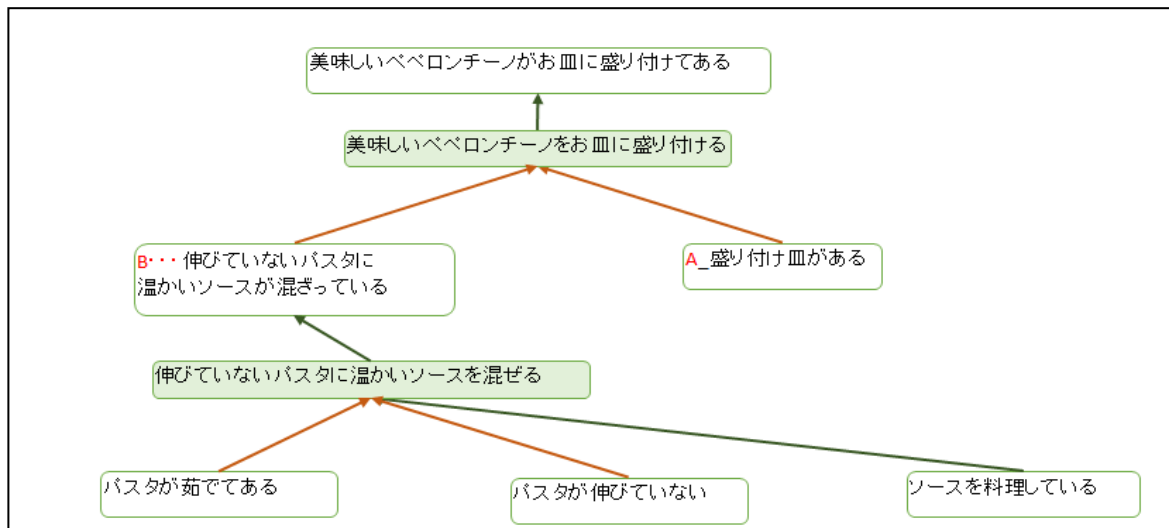 美味しいペペロンチーノがお皿に盛り付けてある
美味しいペペロンチーノをお皿に盛り付ける
B・・・伸びていないパスタに
温かいソースが混ざっている
A_盛り付け皿がある
伸びていないパスタに温かいソースを混ぜる
パスタが茹でてある
パスタが伸びていない
ソースを料理している